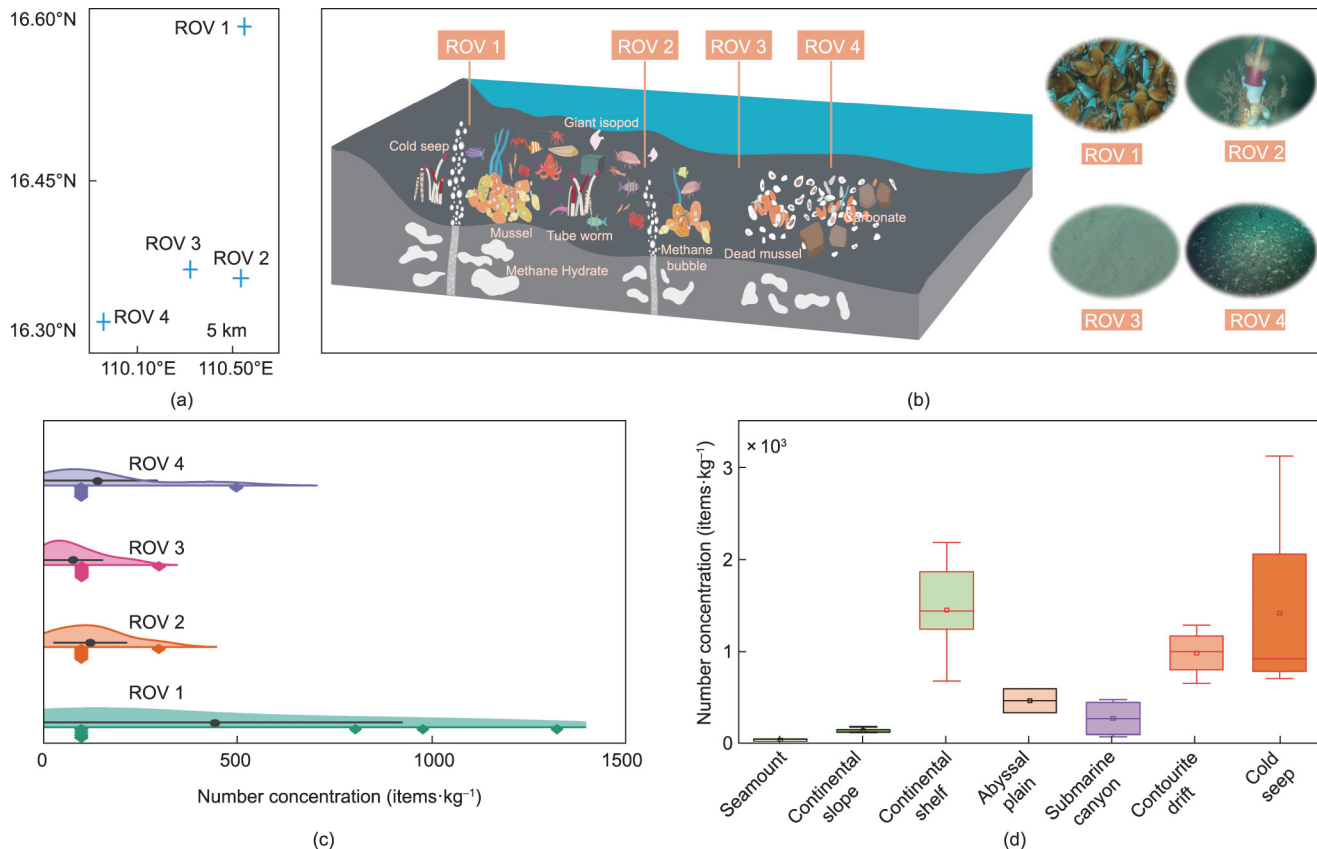 16.60°N
16.45°N
16.30°N
ROV 1
ROV 3
ROV 2
ROV 4
5 km
110.10°E
110.50°E
(a)
ROV 1
ROV 2
ROV 3
ROV 4
Cold seep
Giant isopod
Mussel
Tube worm
Methane Hydrate
Methane
bubble
Dead mussel
Carbonate
ROV 1
ROV 2
ROV 3
ROV 4
(b)
ROV 4
ROV 3
ROV 2
ROV 1
0
500
1000
1500
Number concentration (items·kg⁻¹)
(c)
Number concentration (items·kg⁻¹)
× 10³
3
2
1
0
Seamount
Continental
slope
Continental
shelf
Abyssal
plain
Submarine
canyon
Contourite
drift
Cold
seep
(d)